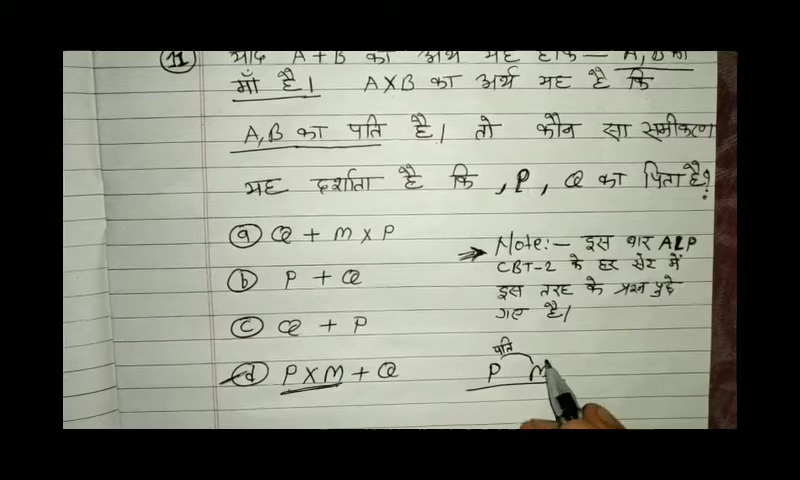 11 यदि A+B का अर्थ यह है कि — A, B की
माँ है। A×B का अर्थ यह है कि
A, B का पति है। तो कौन सा समीकरण
यह दर्शाता है कि , P , Q का पिता है?
a Q + M × P
b P + Q
c Q + P
d P × M + Q
→ Note:- इस बार ALP
CBT-2 के हर सेट में
इस तरह के प्रश्न पुछे
गए है।
पति
P M